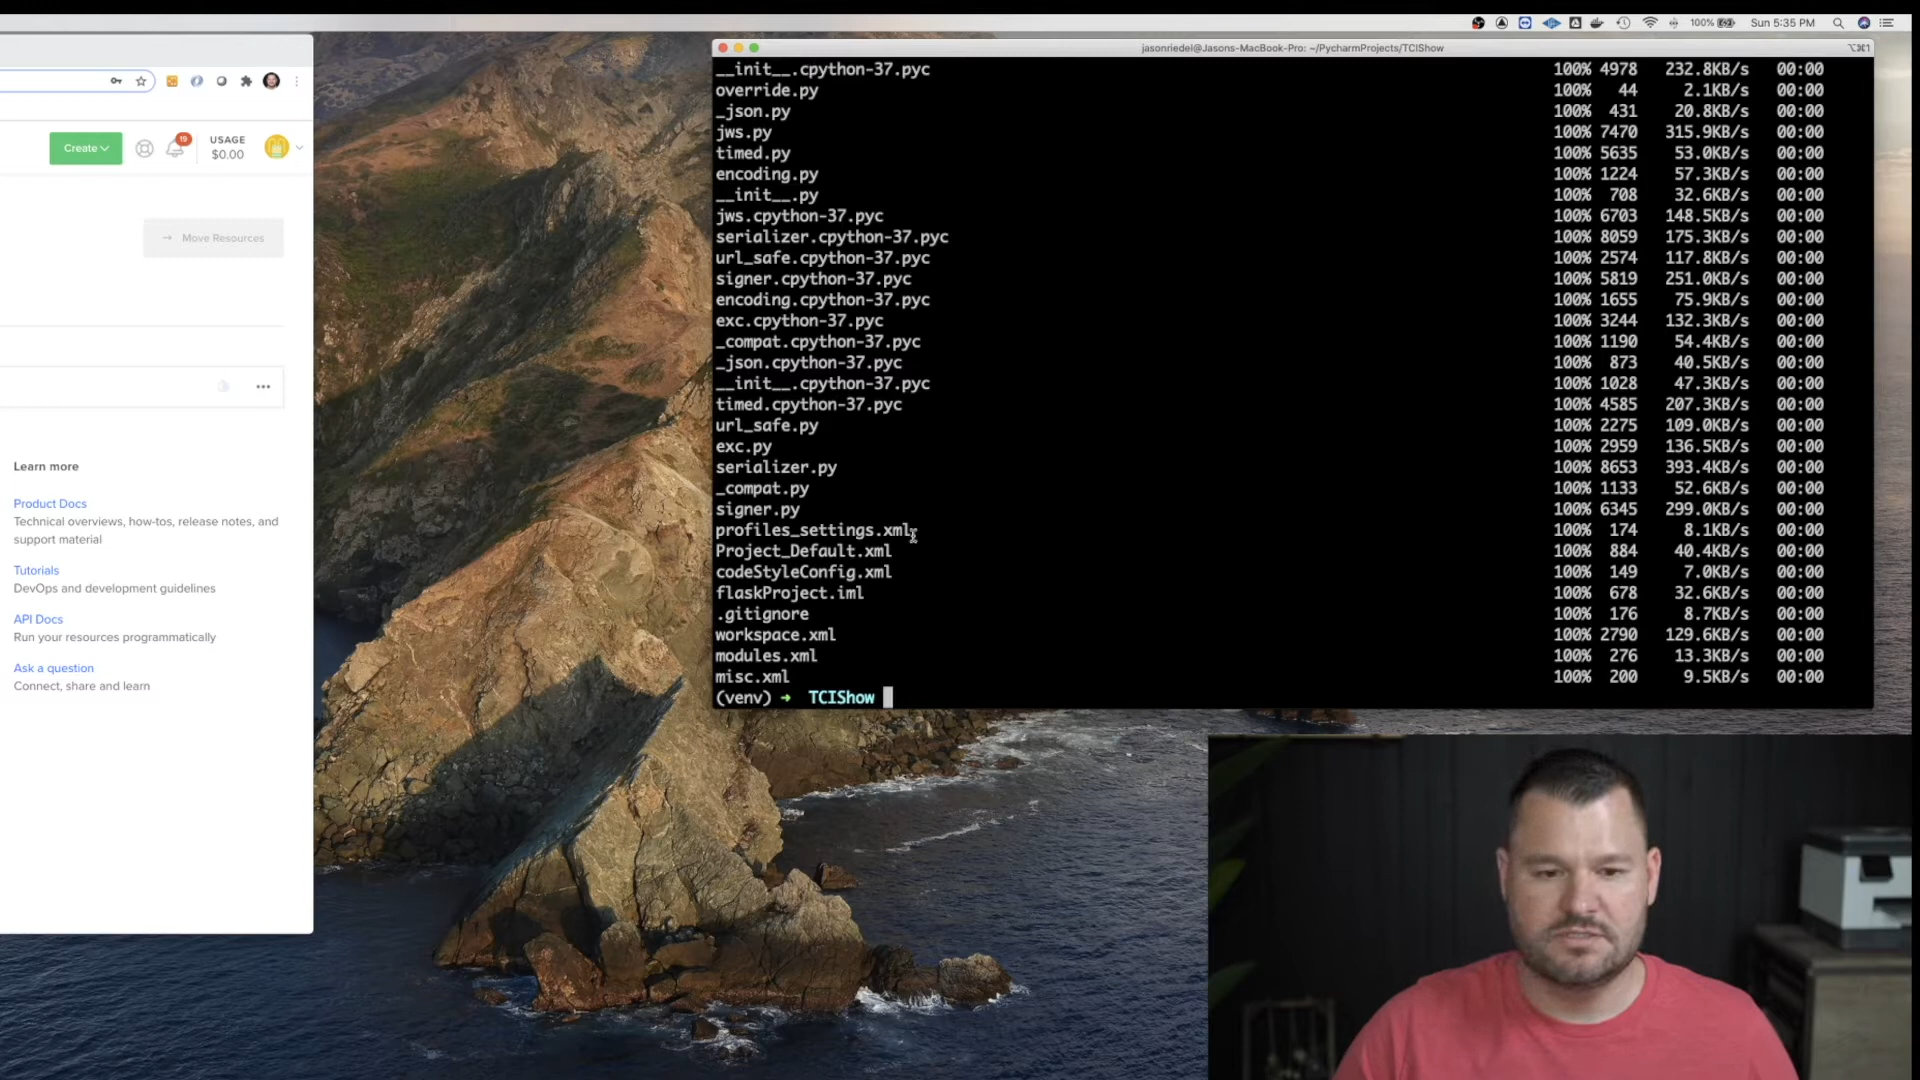 100%
Sun 5:35 PM
jasonriedel@Jasons-MacBook-Pro: ~/PycharmProjects/TCIShow
⌥⌘1
Create
19
USAGE
$0.00
→ Move Resources
Learn more
Product Docs
Technical overviews, how-tos, release notes, and
support material
Tutorials
DevOps and development guidelines
API Docs
Run your resources programmatically
Ask a question
Connect, share and learn
__init__.cpython-37.pyc 100% 4978 232.8KB/s 00:00
override.py 100% 44 2.1KB/s 00:00
_json.py 100% 431 20.8KB/s 00:00
jws.py 100% 7470 315.9KB/s 00:00
timed.py 100% 5635 53.0KB/s 00:00
encoding.py 100% 1224 57.3KB/s 00:00
__init__.py 100% 708 32.6KB/s 00:00
jws.cpython-37.pyc 100% 6703 148.5KB/s 00:00
serializer.cpython-37.pyc 100% 8059 175.3KB/s 00:00
url_safe.cpython-37.pyc 100% 2574 117.8KB/s 00:00
signer.cpython-37.pyc 100% 5819 251.0KB/s 00:00
encoding.cpython-37.pyc 100% 1655 75.9KB/s 00:00
exc.cpython-37.pyc 100% 3244 132.3KB/s 00:00
_compat.cpython-37.pyc 100% 1190 54.4KB/s 00:00
_json.cpython-37.pyc 100% 873 40.5KB/s 00:00
__init__.cpython-37.pyc 100% 1028 47.3KB/s 00:00
timed.cpython-37.pyc 100% 4585 207.3KB/s 00:00
url_safe.py 100% 2275 109.0KB/s 00:00
exc.py 100% 2959 136.5KB/s 00:00
serializer.py 100% 8653 393.4KB/s 00:00
_compat.py 100% 1133 52.6KB/s 00:00
signer.py 100% 6345 299.0KB/s 00:00
profiles_settings.xml 100% 174 8.1KB/s 00:00
Project_Default.xml 100% 884 40.4KB/s 00:00
codeStyleConfig.xml 100% 149 7.0KB/s 00:00
flaskProject.iml 100% 678 32.6KB/s 00:00
.gitignore 100% 176 8.7KB/s 00:00
workspace.xml 100% 2790 129.6KB/s 00:00
modules.xml 100% 276 13.3KB/s 00:00
misc.xml 100% 200 9.5KB/s 00:00
(venv) ➜ TCIShow